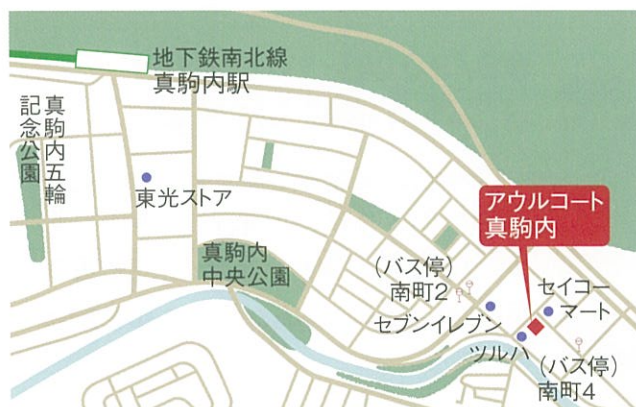 地下鉄南北線
真駒内駅
真駒内五輪
記念公園
東光ストア
アウルコート
真駒内
真駒内
中央公園
(バス停)
南町2
セイコー
マート
セブンイレブン
ツルハ
(バス停)
南町4